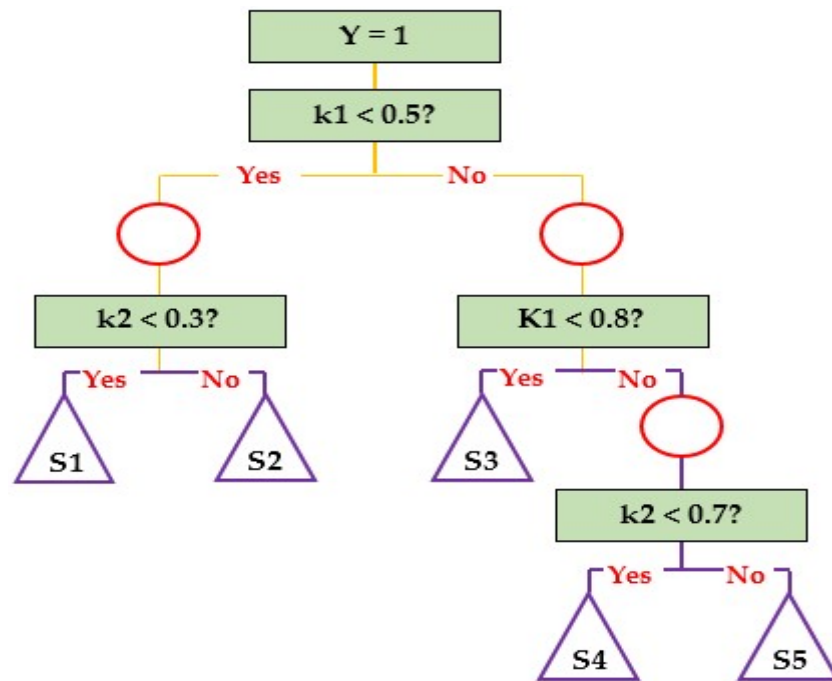 Y = 1
k1 < 0.5?
Yes No
k2 < 0.3? K1 < 0.8?
Yes No Yes No
S1 S2 S3
k2 < 0.7?
Yes No
S4 S5